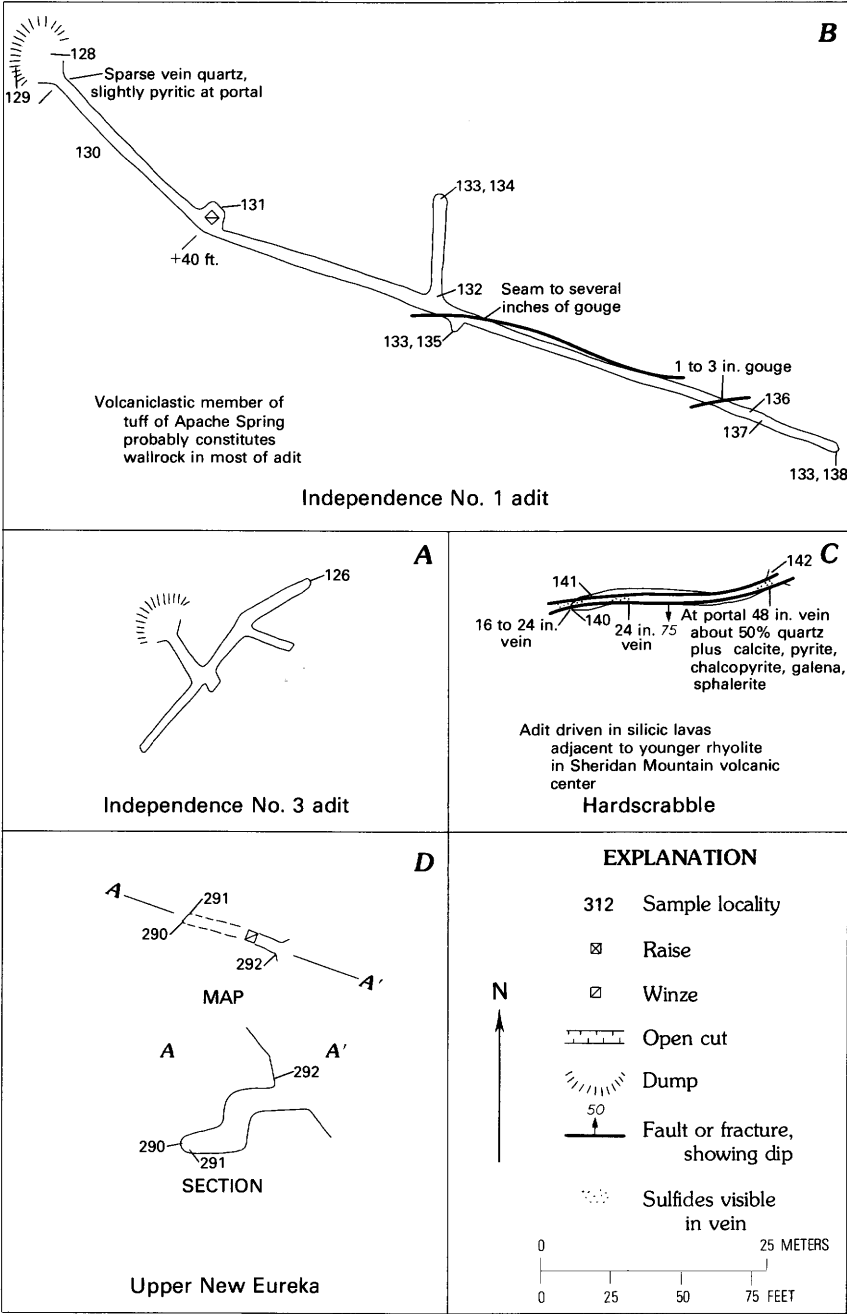 B
128
Sparse vein quartz,
slightly pyritic at portal
129
130
131
+40 ft.
133, 134
132
Seam to several
inches of gouge
133, 135
1 to 3 in. gouge
136
137
133, 138
Volcaniclastic member of
tuff of Apache Spring
probably constitutes
wallrock in most of adit
Independence No. 1 adit
A
126
Independence No. 3 adit
C
142
141
16 to 24 in.
vein
140
24 in.
vein
75
At portal 48 in. vein
about 50% quartz
plus calcite, pyrite,
chalcopyrite, galena,
sphalerite
Adit driven in silicic lavas
adjacent to younger rhyolite
in Sheridan Mountain volcanic
center
Hardscrabble
D
A
291
290
292
A'
MAP
A
A'
292
290
291
SECTION
Upper New Eureka
EXPLANATION
312 Sample locality
Raise
Winze
Open cut
Dump
50
Fault or fracture,
showing dip
Sulfides visible
in vein
N
0 25 METERS
0 25 50 75 FEET